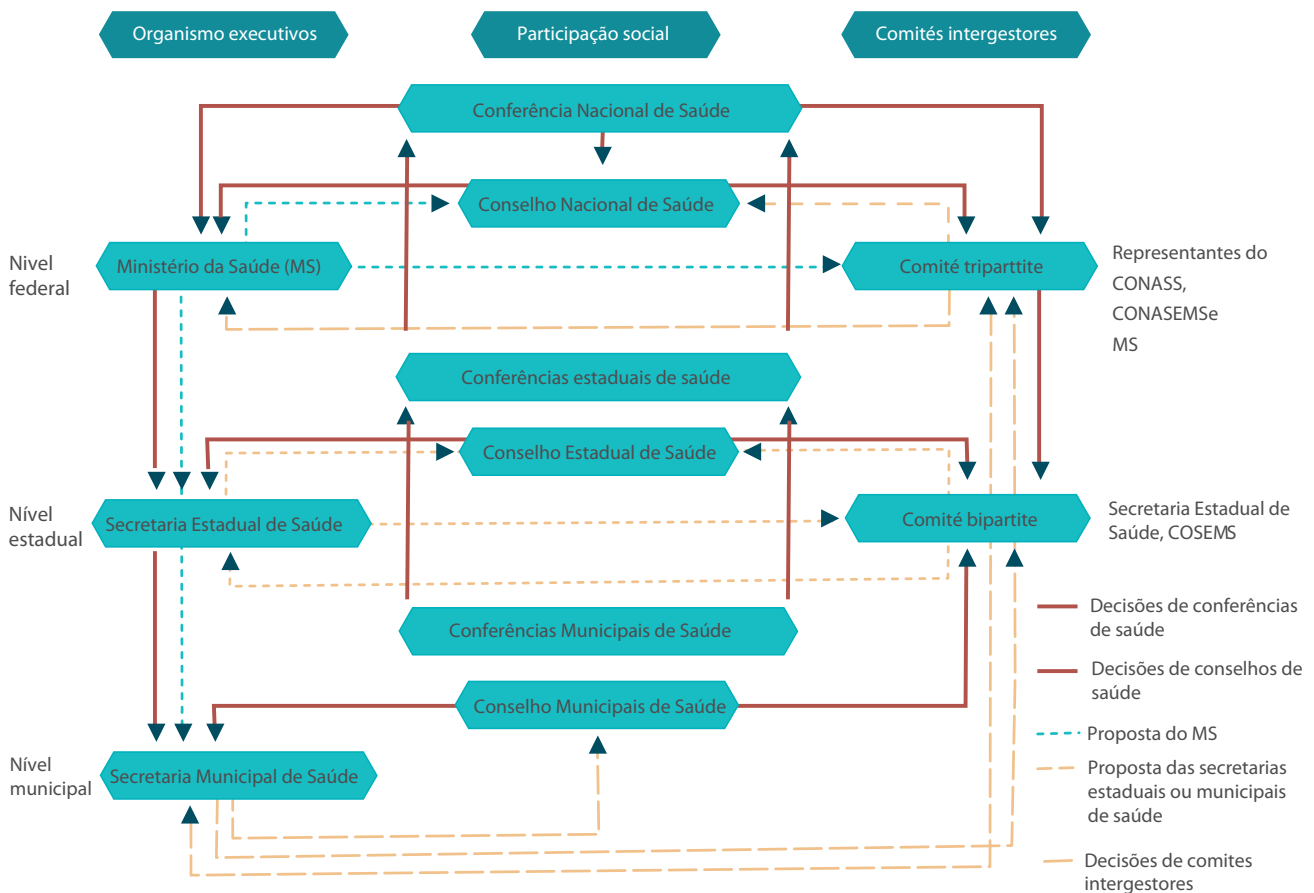 Organismo executivos
Participação social
Comités intergestores
Conferência Nacional de Saúde
Conselho Nacional de Saúde
Nivel
federal
Ministério da Saúde (MS)
Comité triparttite
Representantes do
CONASS,
CONASEMSe
MS
Conferências estaduais de saúde
Conselho Estadual de Saúde
Nível
estadual
Secretaria Estadual de Saúde
Comité bipartite
Secretaria Estadual de
Saúde, COSEMS
Conferências Municipais de Saúde
Conselho Municipais de Saúde
Nível
municipal
Secretaria Municipal de Saúde
Decisões de conferências
de saúde
Decisões de conselhos de
saúde
Proposta do MS
Proposta das secretarias
estaduais ou municipais
de saúde
Decisões de comites
intergestores